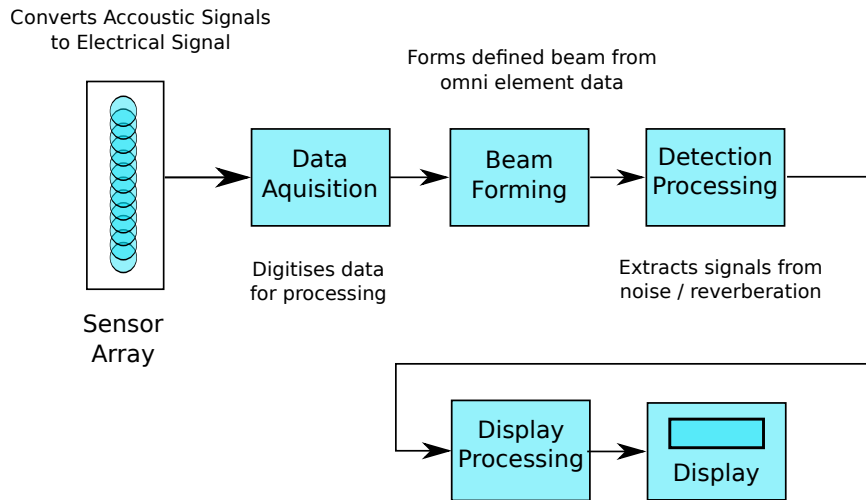 Converts Accoustic Signals
to Electrical Signal
Sensor
Array
Data
Aquisition
Digitises data
for processing
Forms defined beam from
omni element data
Beam
Forming
Detection
Processing
Extracts signals from
noise / reverberation
Display
Processing
Display